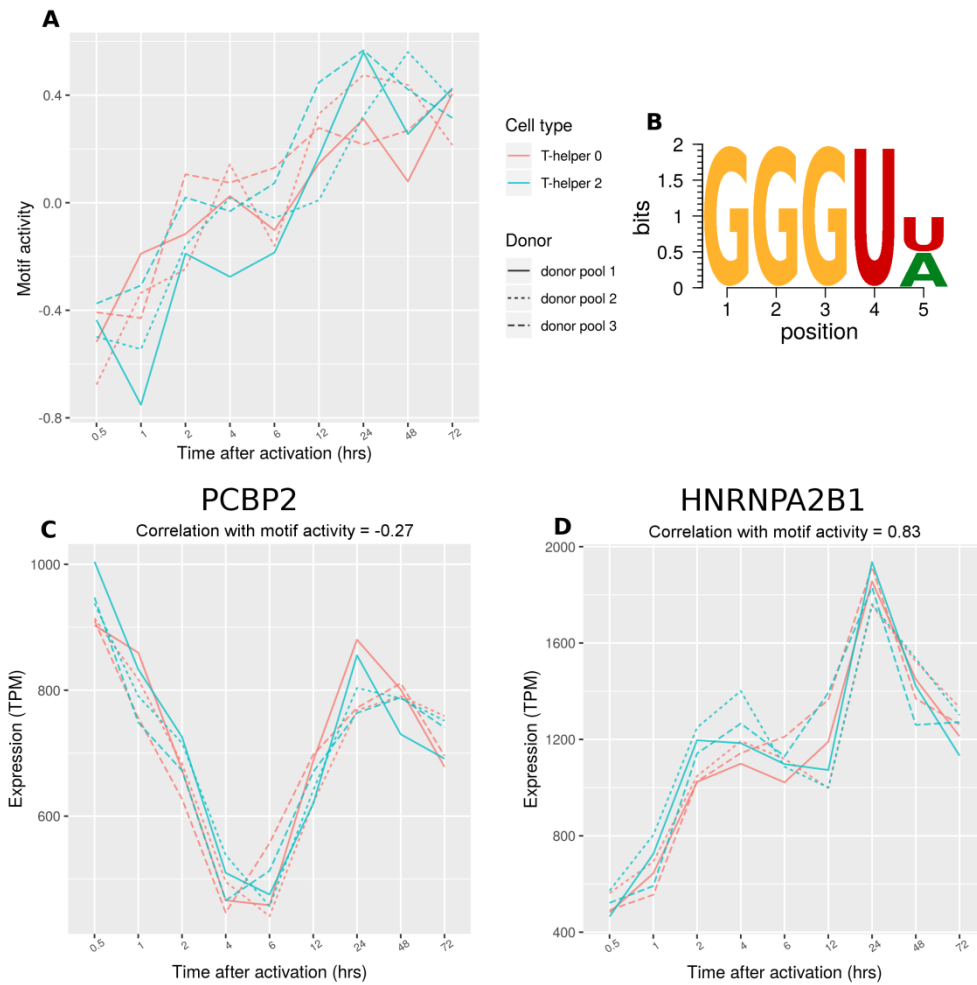 A
0.4
0.0
-0.4
-0.8
Motif activity
0.5 1 2 4 6 12 24 48 72
Time after activation (hrs)
Cell type
T-helper 0
T-helper 2
Donor
donor pool 1
donor pool 2
donor pool 3
B
2
1.5
1
0.5
0
bits
GGGUU
A
1 2 3 4 5
position
PCBP2
C
Correlation with motif activity = -0.27
1000
800
600
Expression (TPM)
0.5 1 2 4 6 12 24 48 72
Time after activation (hrs)
HNRNPA2B1
D
Correlation with motif activity = 0.83
2000
1600
1200
800
400
Expression (TPM)
0.5 1 2 4 6 12 24 48 72
Time after activation (hrs)